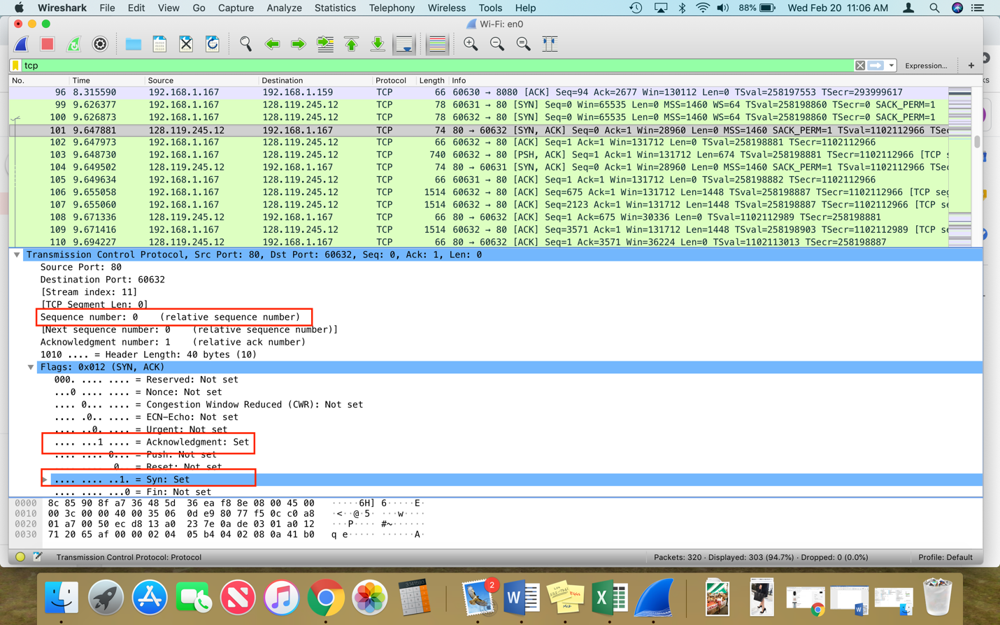 Wireshark File Edit View Go Capture Analyze Statistics Telephony Wireless Tools Help 88% Wed Feb 20 11:06 AM
Wi-Fi: en0
tcp Expression... +
No. Time Source Destination Protocol Length Info
96 8.315590 192.168.1.167 192.168.1.159 TCP 66 60630 → 8080 [ACK] Seq=94 Ack=2677 Win=130112 Len=0 TSval=258197553 TSecr=293999617
99 9.626377 192.168.1.167 128.119.245.12 TCP 78 60631 → 80 [SYN] Seq=0 Win=65535 Len=0 MSS=1460 WS=64 TSval=258198860 TSecr=0 SACK_PERM=1
100 9.626873 192.168.1.167 128.119.245.12 TCP 78 60632 → 80 [SYN] Seq=0 Win=65535 Len=0 MSS=1460 WS=64 TSval=258198860 TSecr=0 SACK_PERM=1
101 9.647881 128.119.245.12 192.168.1.167 TCP 74 80 → 60632 [SYN, ACK] Seq=0 Ack=1 Win=28960 Len=0 MSS=1460 SACK_PERM=1 TSval=1102112966 TSec
102 9.647973 192.168.1.167 128.119.245.12 TCP 66 60632 → 80 [ACK] Seq=1 Ack=1 Win=131712 Len=0 TSval=258198881 TSecr=1102112966
103 9.648730 192.168.1.167 128.119.245.12 TCP 740 60632 → 80 [PSH, ACK] Seq=1 Ack=1 Win=131712 Len=674 TSval=258198881 TSecr=1102112966 [TCP s
104 9.649502 128.119.245.12 192.168.1.167 TCP 74 80 → 60631 [SYN, ACK] Seq=0 Ack=1 Win=28960 Len=0 MSS=1460 SACK_PERM=1 TSval=1102112966 TSec
105 9.649634 192.168.1.167 128.119.245.12 TCP 66 60631 → 80 [ACK] Seq=1 Ack=1 Win=131712 Len=0 TSval=258198882 TSecr=1102112966
106 9.655058 192.168.1.167 128.119.245.12 TCP 1514 60632 → 80 [ACK] Seq=675 Ack=1 Win=131712 Len=1448 TSval=258198887 TSecr=1102112966 [TCP seg
107 9.655060 192.168.1.167 128.119.245.12 TCP 1514 60632 → 80 [ACK] Seq=2123 Ack=1 Win=131712 Len=1448 TSval=258198887 TSecr=1102112966 [TCP se
108 9.671336 128.119.245.12 192.168.1.167 TCP 66 80 → 60632 [ACK] Seq=1 Ack=675 Win=30336 Len=0 TSval=1102112989 TSecr=258198881
109 9.671416 192.168.1.167 128.119.245.12 TCP 1514 60632 → 80 [ACK] Seq=3571 Ack=1 Win=131712 Len=1448 TSval=258198903 TSecr=1102112989 [TCP se
110 9.694227 128.119.245.12 192.168.1.167 TCP 66 80 → 60632 [ACK] Seq=1 Ack=3571 Win=36224 Len=0 TSval=1102113013 TSecr=258198887
Transmission Control Protocol, Src Port: 80, Dst Port: 60632, Seq: 0, Ack: 1, Len: 0
Source Port: 80
Destination Port: 60632
[Stream index: 11]
[TCP Segment Len: 0]
Sequence number: 0 (relative sequence number)
[Next sequence number: 0 (relative sequence number)]
Acknowledgment number: 1 (relative ack number)
1010 .... = Header Length: 40 bytes (10)
Flags: 0x012 (SYN, ACK)
000. .... .... = Reserved: Not set
...0 .... .... = Nonce: Not set
.... 0... .... = Congestion Window Reduced (CWR): Not set
.... .0.. .... = ECN-Echo: Not set
.... ..0. .... = Urgent: Not set
.... ...1 .... = Acknowledgment: Set
.... .... 0... = Push: Not set
.... .... .0.. = Reset: Not set
.... .... ..1. = Syn: Set
.... .... ...0 = Fin: Not set
0000 8c 85 90 8f a7 36 48 5d 36 ea f8 8e 08 00 45 00 ·····6H] 6·····E·
0010 00 3c 00 00 40 00 35 06 0d e9 80 77 f5 0c c0 a8 ·<··@·5· ···w····
0020 01 a7 00 50 ec d8 13 a0 23 7e 0a de 03 01 a0 12 ···P···· #~······
0030 71 20 65 af 00 00 02 04 05 b4 04 02 08 0a 41 b0 q e····· ······A·
Transmission Control Protocol: Protocol Packets: 320 · Displayed: 303 (94.7%) · Dropped: 0 (0.0%) Profile: Default
2